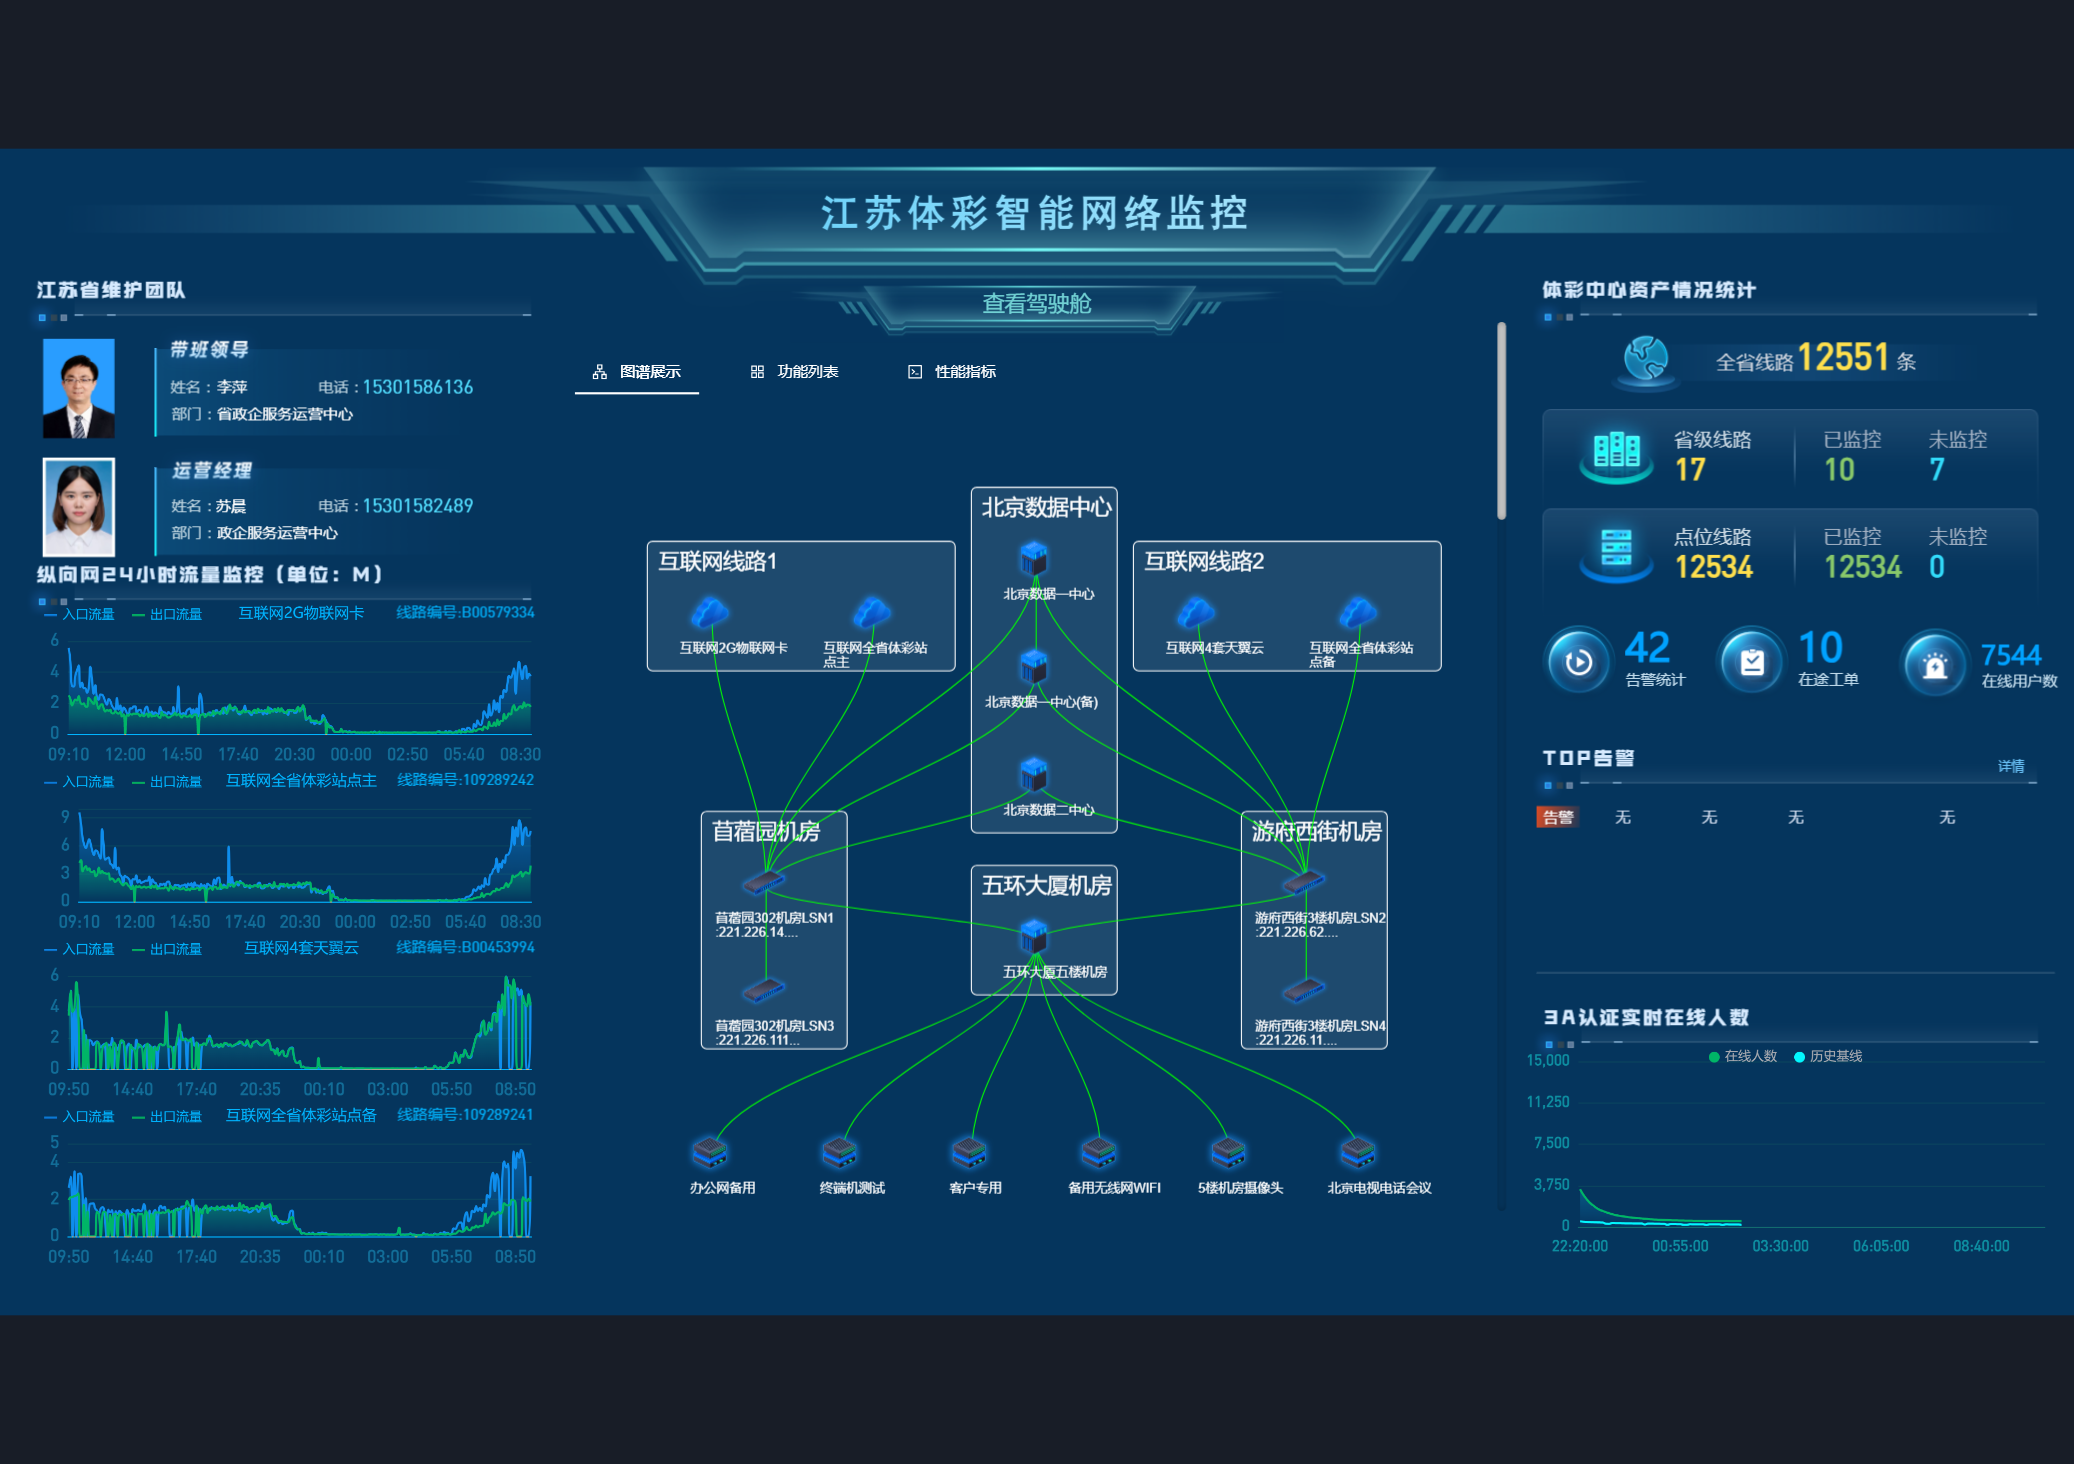 江苏体彩智能网络监控
查看驾驶舱
江苏省维护团队
带班领导
姓名：李萍 电话：15301586136
部门：省政企服务运营中心
运营经理
姓名：苏晨 电话：15301582489
部门：政企服务运营中心
纵向网24小时流量监控（单位：M）
入口流量 出口流量 互联网2G物联网卡 线路编号:B00579334
6
4
2
0
09:10 12:00 14:50 17:40 20:30 00:00 02:50 05:40 08:30
入口流量 出口流量 互联网全省体彩站点主 线路编号:109289242
9
6
3
0
09:10 12:00 14:50 17:40 20:30 00:00 02:50 05:40 08:30
入口流量 出口流量 互联网4套天翼云 线路编号:B00453994
6
4
2
0
09:50 14:40 17:40 20:35 00:10 03:00 05:50 08:50
入口流量 出口流量 互联网全省体彩站点备 线路编号:109289241
5
4
2
0
09:50 14:40 17:40 20:35 00:10 03:00 05:50 08:50
图谱展示 功能列表 性能指标
北京数据中心
北京数据一中心
北京数据一中心(备)
北京数据二中心
互联网线路1
互联网2G物联网卡
互联网全省体彩站
点主
互联网线路2
互联网4套天翼云
互联网全省体彩站
点备
苜蓿园机房
苜蓿园302机房LSN1
:221.226.14....
苜蓿园302机房LSN3
:221.226.111...
五环大厦机房
五环大厦五楼机房
游府西街机房
游府西街3楼机房LSN2
:221.226.62....
游府西街3楼机房LSN4
:221.226.11....
办公网备用 终端机测试 客户专用 备用无线网WIFI 5楼机房摄像头 北京电视电话会议
体彩中心资产情况统计
全省线路12551条
省级线路 已监控 未监控
17 10 7
点位线路 已监控 未监控
12534 12534 0
42 10 7544
告警统计 在途工单 在线用户数
TOP告警
详情
告警 无 无 无 无
3A认证实时在线人数
在线人数 历史基线
15,000
11,250
7,500
3,750
0
22:20:00 00:55:00 03:30:00 06:05:00 08:40:00